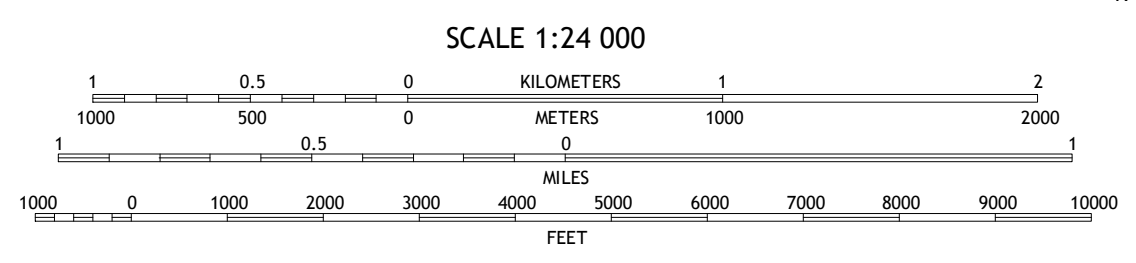 SCALE 1:24 000
1 0.5 0 KILOMETERS 1 2
1000 500 0 METERS 1000 2000
1 0.5 0 1
MILES
1000 0 1000 2000 3000 4000 5000 6000 7000 8000 9000 10000
FEET